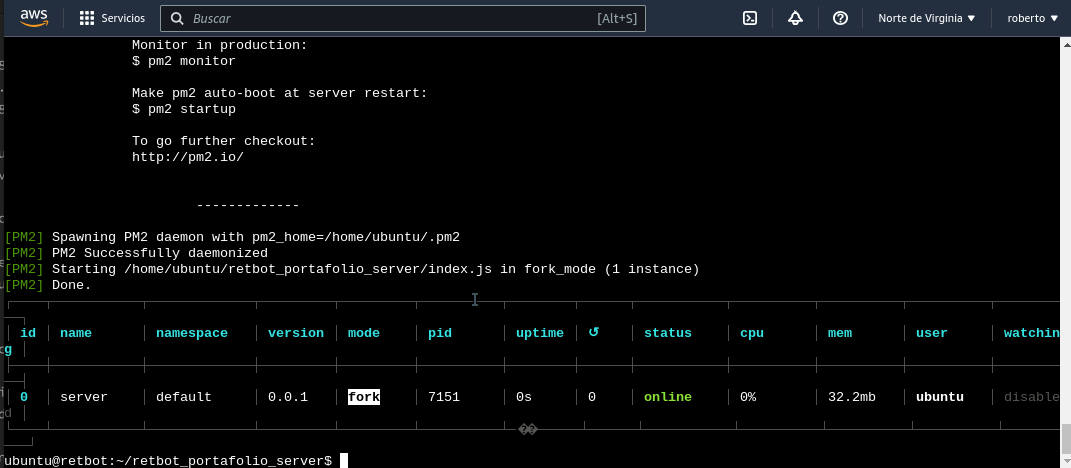 aws Servicios Buscar [Alt+S] Norte de Virginia roberto
Monitor in production:
$ pm2 monitor
Make pm2 auto-boot at server restart:
$ pm2 startup
To go further checkout:
http://pm2.io/
-------------
[PM2] Spawning PM2 daemon with pm2_home=/home/ubuntu/.pm2
[PM2] PM2 Successfully daemonized
[PM2] Starting /home/ubuntu/retbot_portafolio_server/index.js in fork_mode (1 instance)
[PM2] Done.
id name namespace version mode pid uptime ↺ status cpu mem user watchin
g
0 server default 0.0.1 fork 7151 0s 0 online 0% 32.2mb ubuntu disable
d
ubuntu@retbot:~/retbot_portafolio_server$